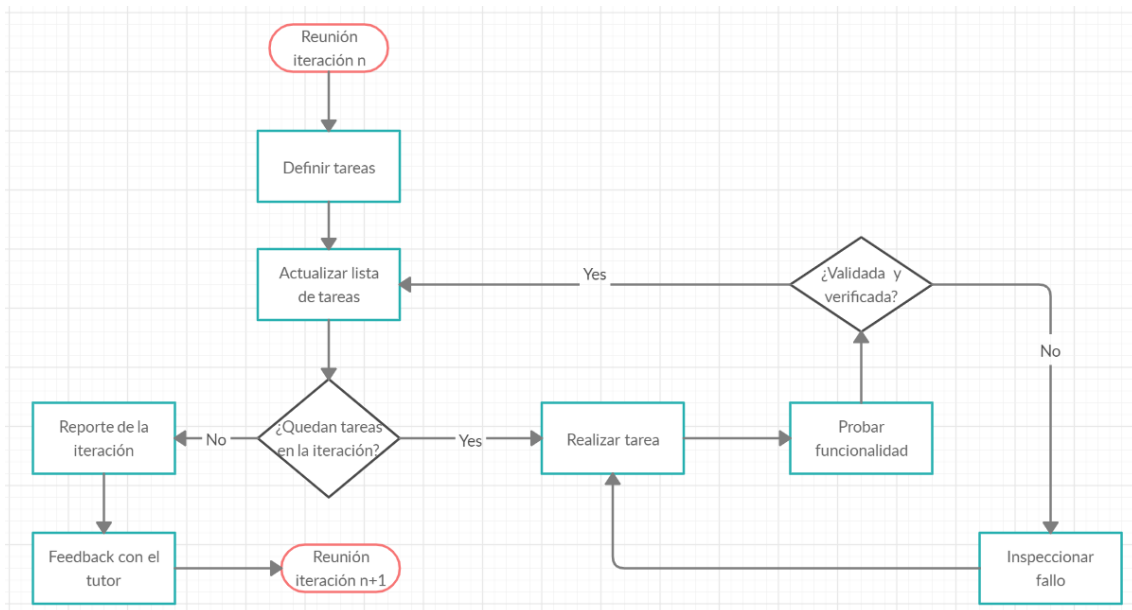 Reunión
iteración n
Definir tareas
Actualizar lista
de tareas
Yes
¿Validada y
verificada?
No
Reporte de la
iteración
No
¿Quedan tareas
en la iteración?
Yes
Realizar tarea
Probar
funcionalidad
Feedback con el
tutor
Reunión
iteración n+1
Inspeccionar
fallo